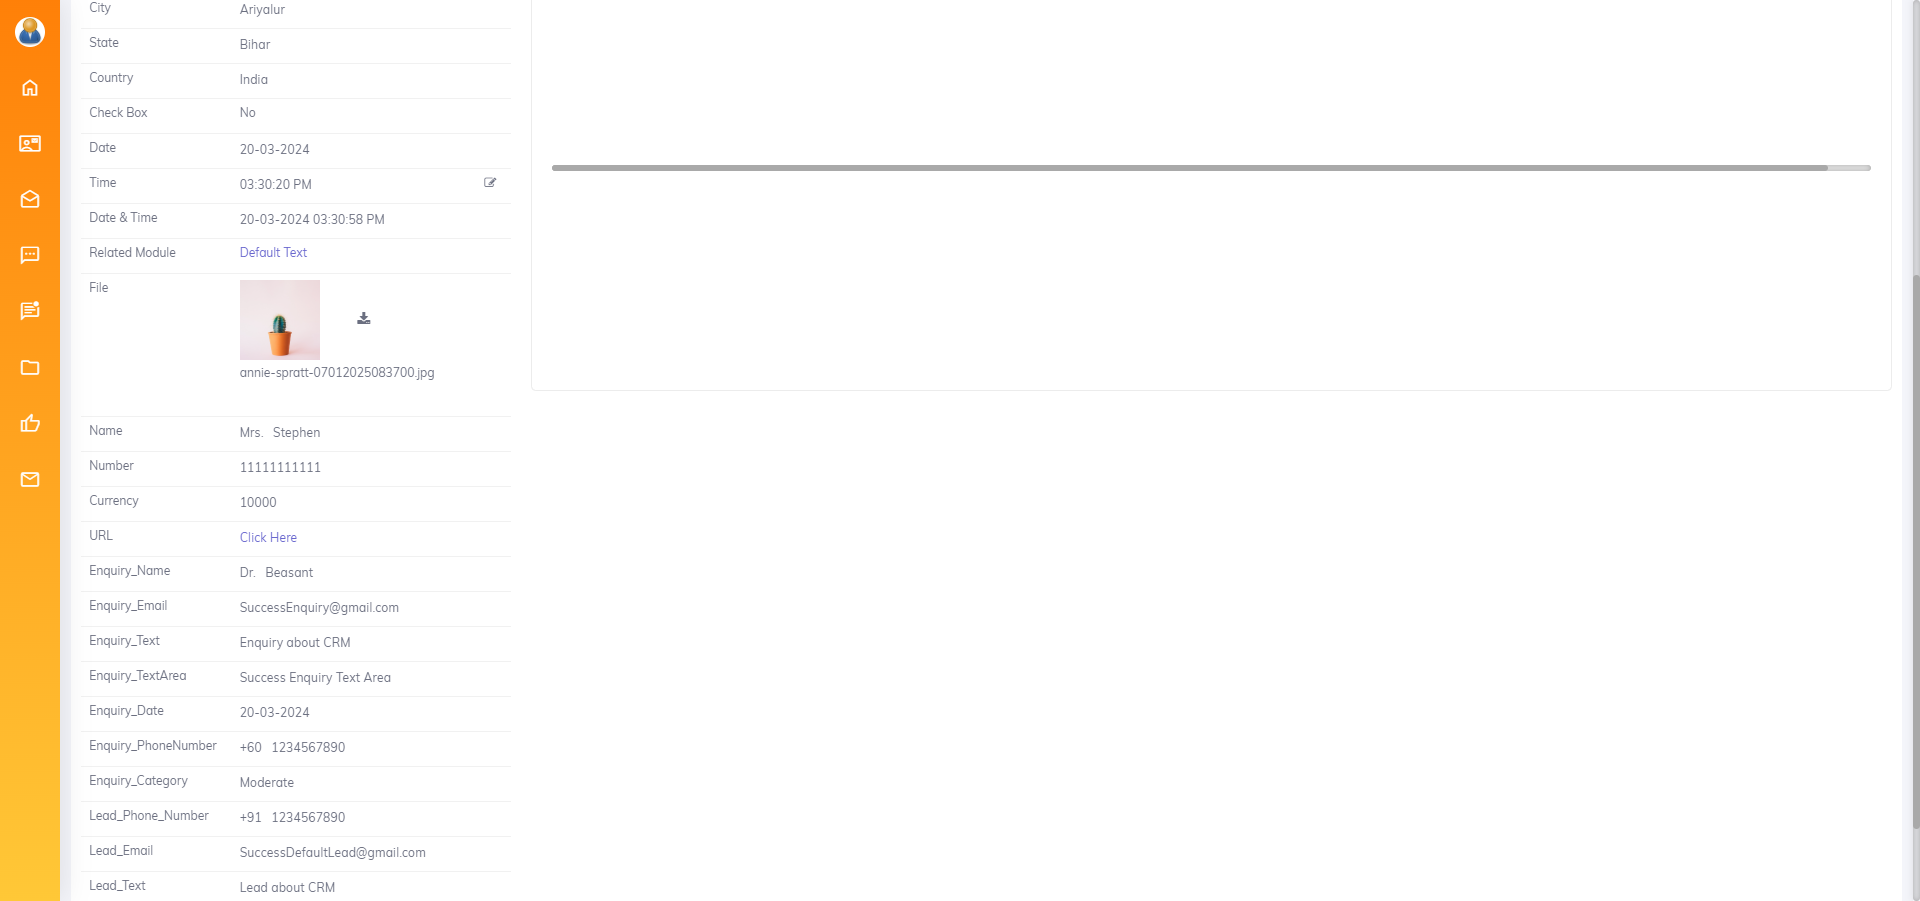 City Ariyalur
State Bihar
Country India
Check Box No
Date 20-03-2024
Time 03:30:20 PM
Date & Time 20-03-2024 03:30:58 PM
Related Module Default Text
File
annie-spratt-07012025083700.jpg
Name Mrs. Stephen
Number 11111111111
Currency 10000
URL Click Here
Enquiry_Name Dr. Beasant
Enquiry_Email SuccessEnquiry@gmail.com
Enquiry_Text Enquiry about CRM
Enquiry_TextArea Success Enquiry Text Area
Enquiry_Date 20-03-2024
Enquiry_PhoneNumber +60 1234567890
Enquiry_Category Moderate
Lead_Phone_Number +91 1234567890
Lead_Email SuccessDefaultLead@gmail.com
Lead_Text Lead about CRM